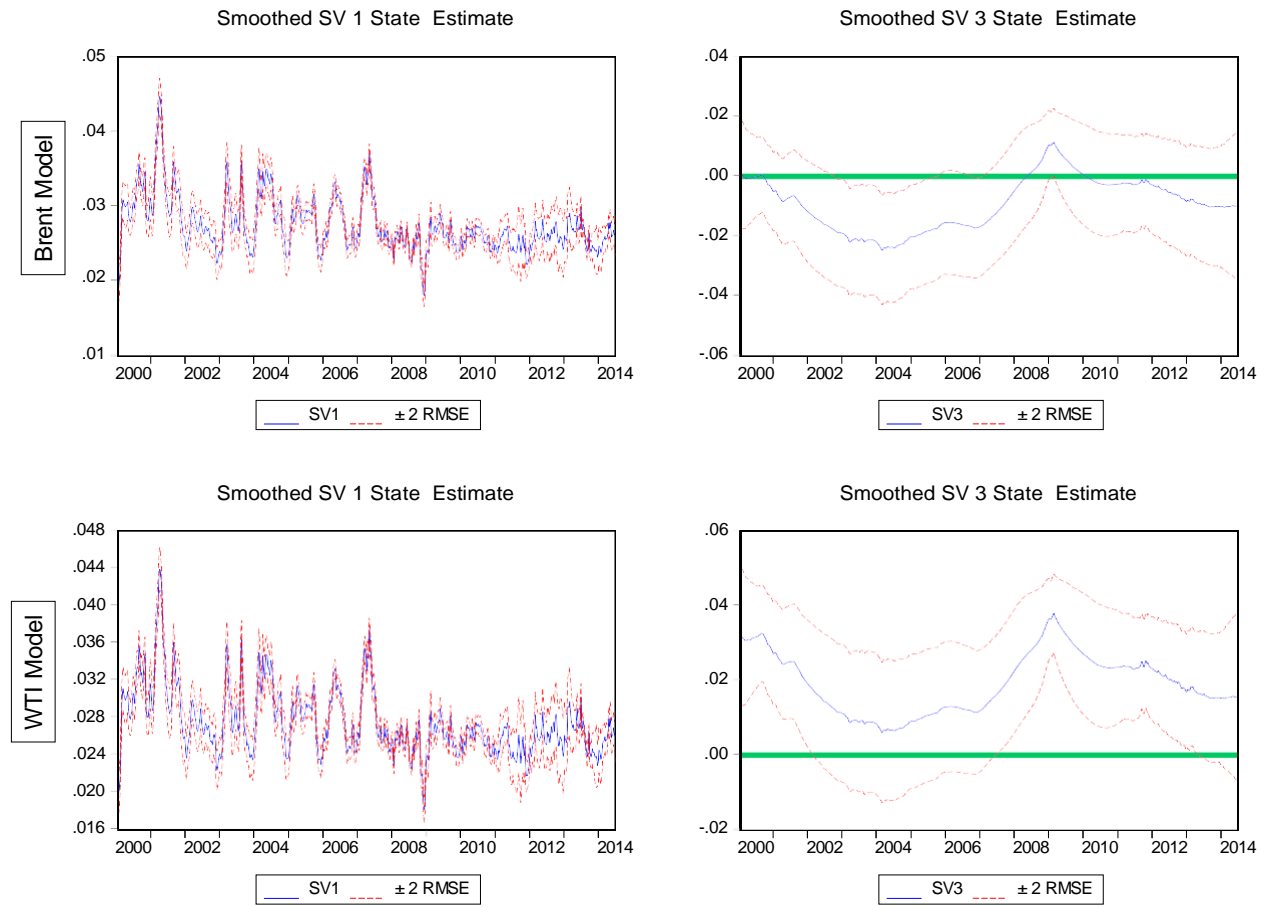 Smoothed SV 1 State Estimate
Smoothed SV 3 State Estimate
Brent Model
.05
.04
.03
.02
.01
2000 2002 2004 2006 2008 2010 2012 2014
SV1 ± 2 RMSE
.04
.02
.00
-.02
-.04
-.06
2000 2002 2004 2006 2008 2010 2012 2014
SV3 ± 2 RMSE
Smoothed SV 1 State Estimate
Smoothed SV 3 State Estimate
WTI Model
.048
.044
.040
.036
.032
.028
.024
.020
.016
2000 2002 2004 2006 2008 2010 2012 2014
SV1 ± 2 RMSE
.06
.04
.02
.00
-.02
2000 2002 2004 2006 2008 2010 2012 2014
SV3 ± 2 RMSE